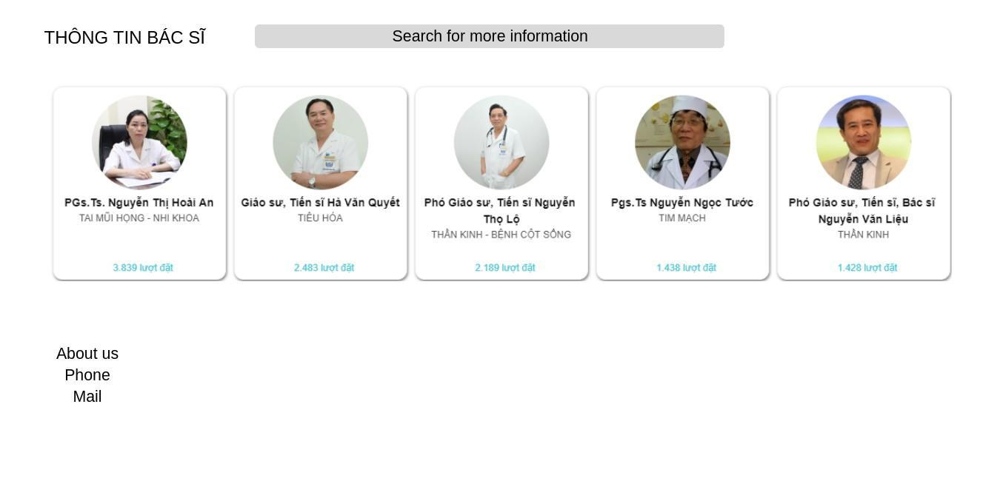 THÔNG TIN BÁC SĨ
Search for more information
PGs.Ts. Nguyễn Thị Hoài An
TAI MŨI HỌNG - NHI KHOA
3.839 lượt đặt
Giáo sư, Tiến sĩ Hà Văn Quyết
TIÊU HÓA
2.483 lượt đặt
Phó Giáo sư, Tiến sĩ Nguyễn
Thọ Lộ
THẦN KINH - BỆNH CỘT SỐNG
2.189 lượt đặt
Pgs.Ts Nguyễn Ngọc Tước
TIM MẠCH
1.438 lượt đặt
Phó Giáo sư, Tiến sĩ, Bác sĩ
Nguyễn Văn Liệu
THẦN KINH
1.428 lượt đặt
About us
Phone
Mail